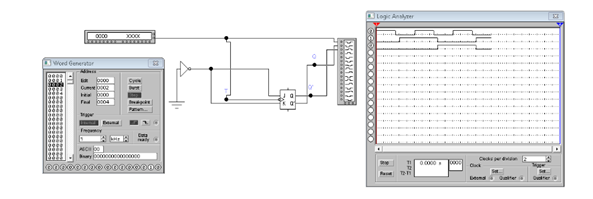 0000 XXXX
Logic Analyzer
Word Generator
Address
Edit 0000
Current 0002
Initial 0000
Final 0004
Cycle
Burst
Breakpoint
Pattern...
Trigger
External
Frequency
1 kHz
Data ready
ASCII 00
Binary 0000000000000000
T
J Q
K Q'
Q
Q'
Stop
Reset
T1
T2
T2-T1
0.0000 s
0000
Clocks per division 2
Clock
Set...
External
Qualifier
Trigger
Set...
Qualifier